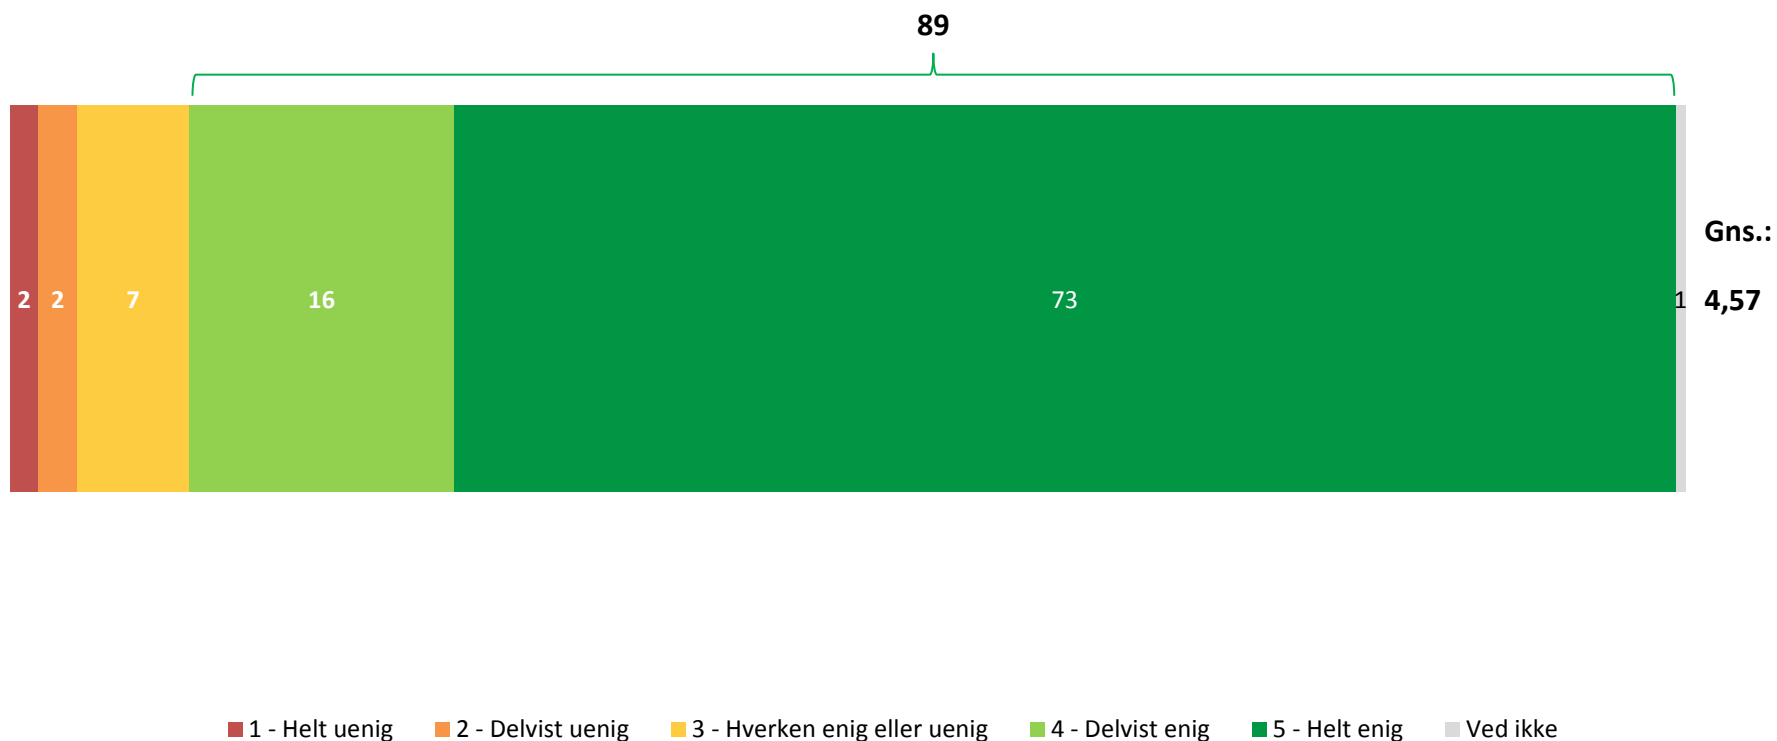 89
Gns.:
2 2 7 16 73 1 4,57
1 - Helt uenig 2 - Delvist uenig 3 - Hverken enig eller uenig 4 - Delvist enig 5 - Helt enig Ved ikke